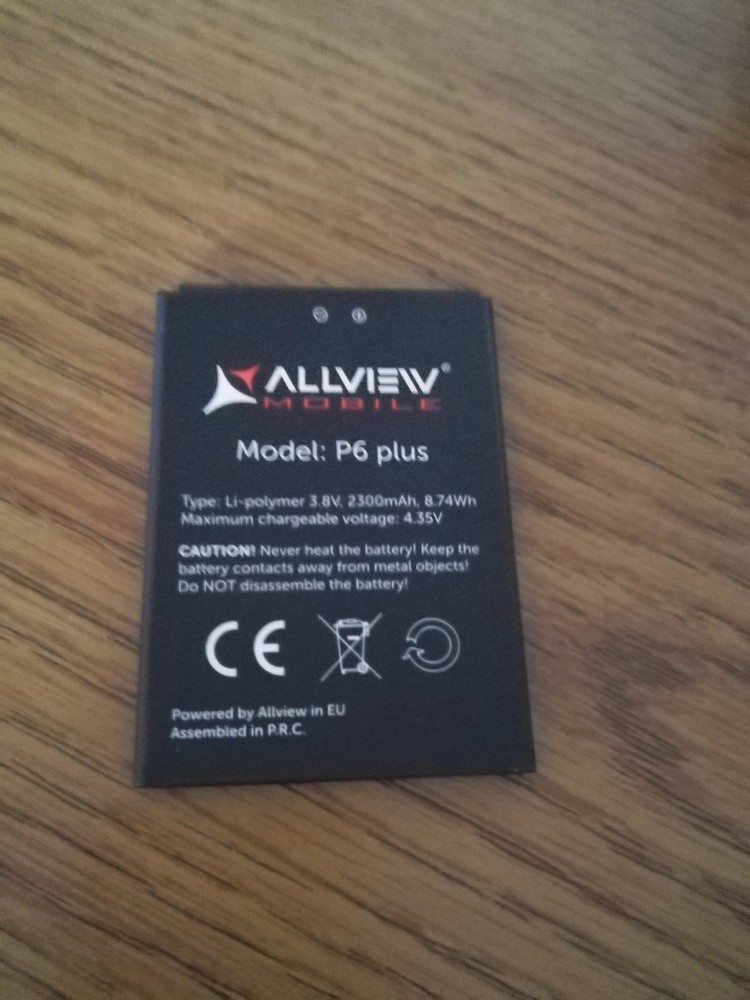 ALLVIEW®
MOBILE
Model: P6 plus
Type: Li-polymer 3.8V, 2300mAh, 8.74Wh
Maximum chargeable voltage: 4.35V
CAUTION! Never heat the battery! Keep the
battery contacts away from metal objects!
Do NOT disassemble the battery!
CE
Powered by Allview in EU
Assembled in P.R.C.